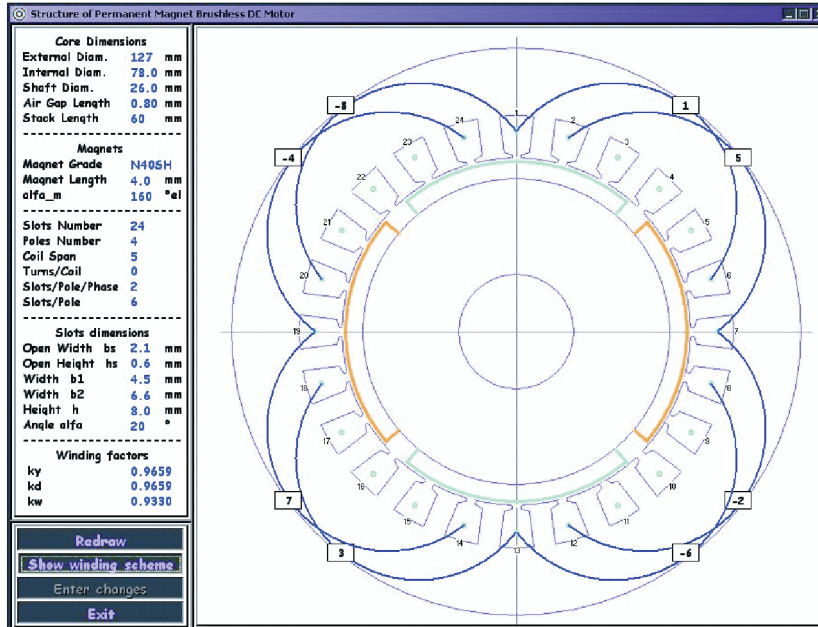 Structure of Permanent Magnet Brushless DC Motor
Core Dimensions
External Diam. 127 mm
Internal Diam. 78.0 mm
Shaft Diam. 26.0 mm
Air Gap Length 0.80 mm
Stack Length 60 mm
Magnets
Magnet Grade N40SH
Magnet Length 4.0 mm
alfa_m 160 °el
Slots Number 24
Poles Number 4
Coil Span 5
Turns/Coil 0
Slots/Pole/Phase 2
Slots/Pole 6
Slots dimensions
Open Width bs 2.1 mm
Open Height hs 0.6 mm
Width b1 4.5 mm
Width b2 6.6 mm
Height h 8.0 mm
Angle alfa 20 °
Winding factors
ky 0.9659
kd 0.9659
kw 0.9330
Redraw
Show winding scheme
Enter changes
Exit
-8
1
-4
5
7
3
-2
-6
1
2
3
4
5
6
7
8
9
10
11
12
13
14
15
16
17
18
19
20
21
22
23
24